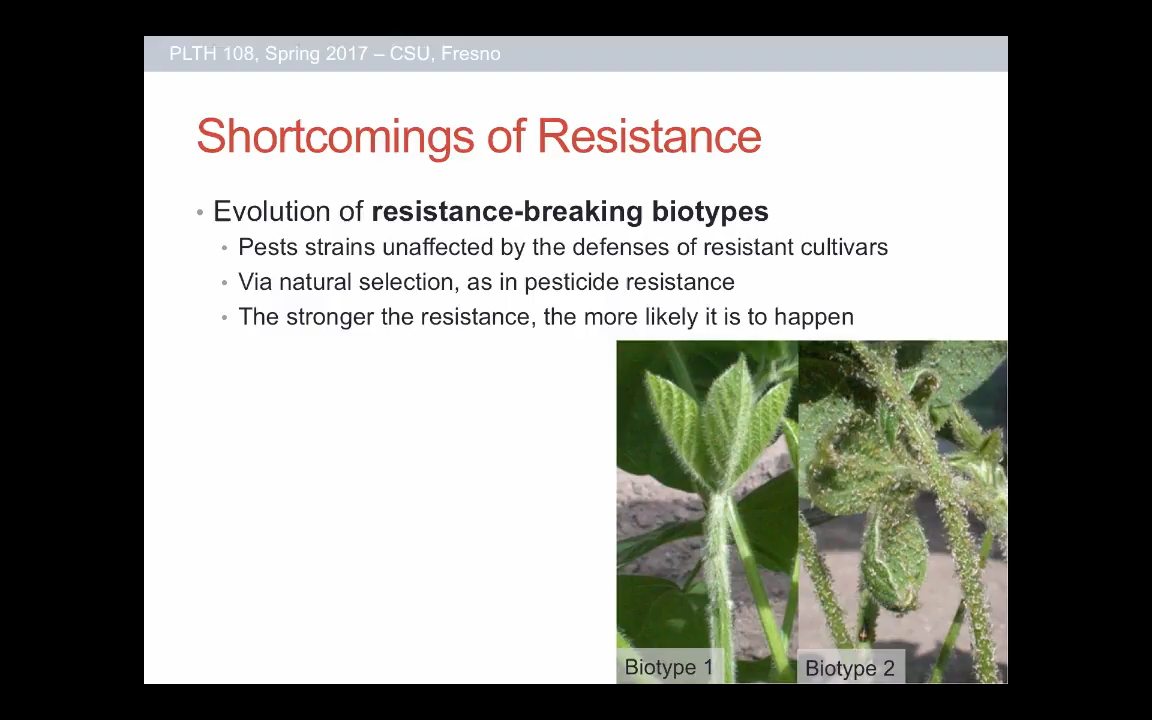 PLTH 108, Spring 2017 – CSU, Fresno
Shortcomings of Resistance
• Evolution of resistance-breaking biotypes
• Pests strains unaffected by the defenses of resistant cultivars
• Via natural selection, as in pesticide resistance
• The stronger the resistance, the more likely it is to happen
Biotype 1
Biotype 2